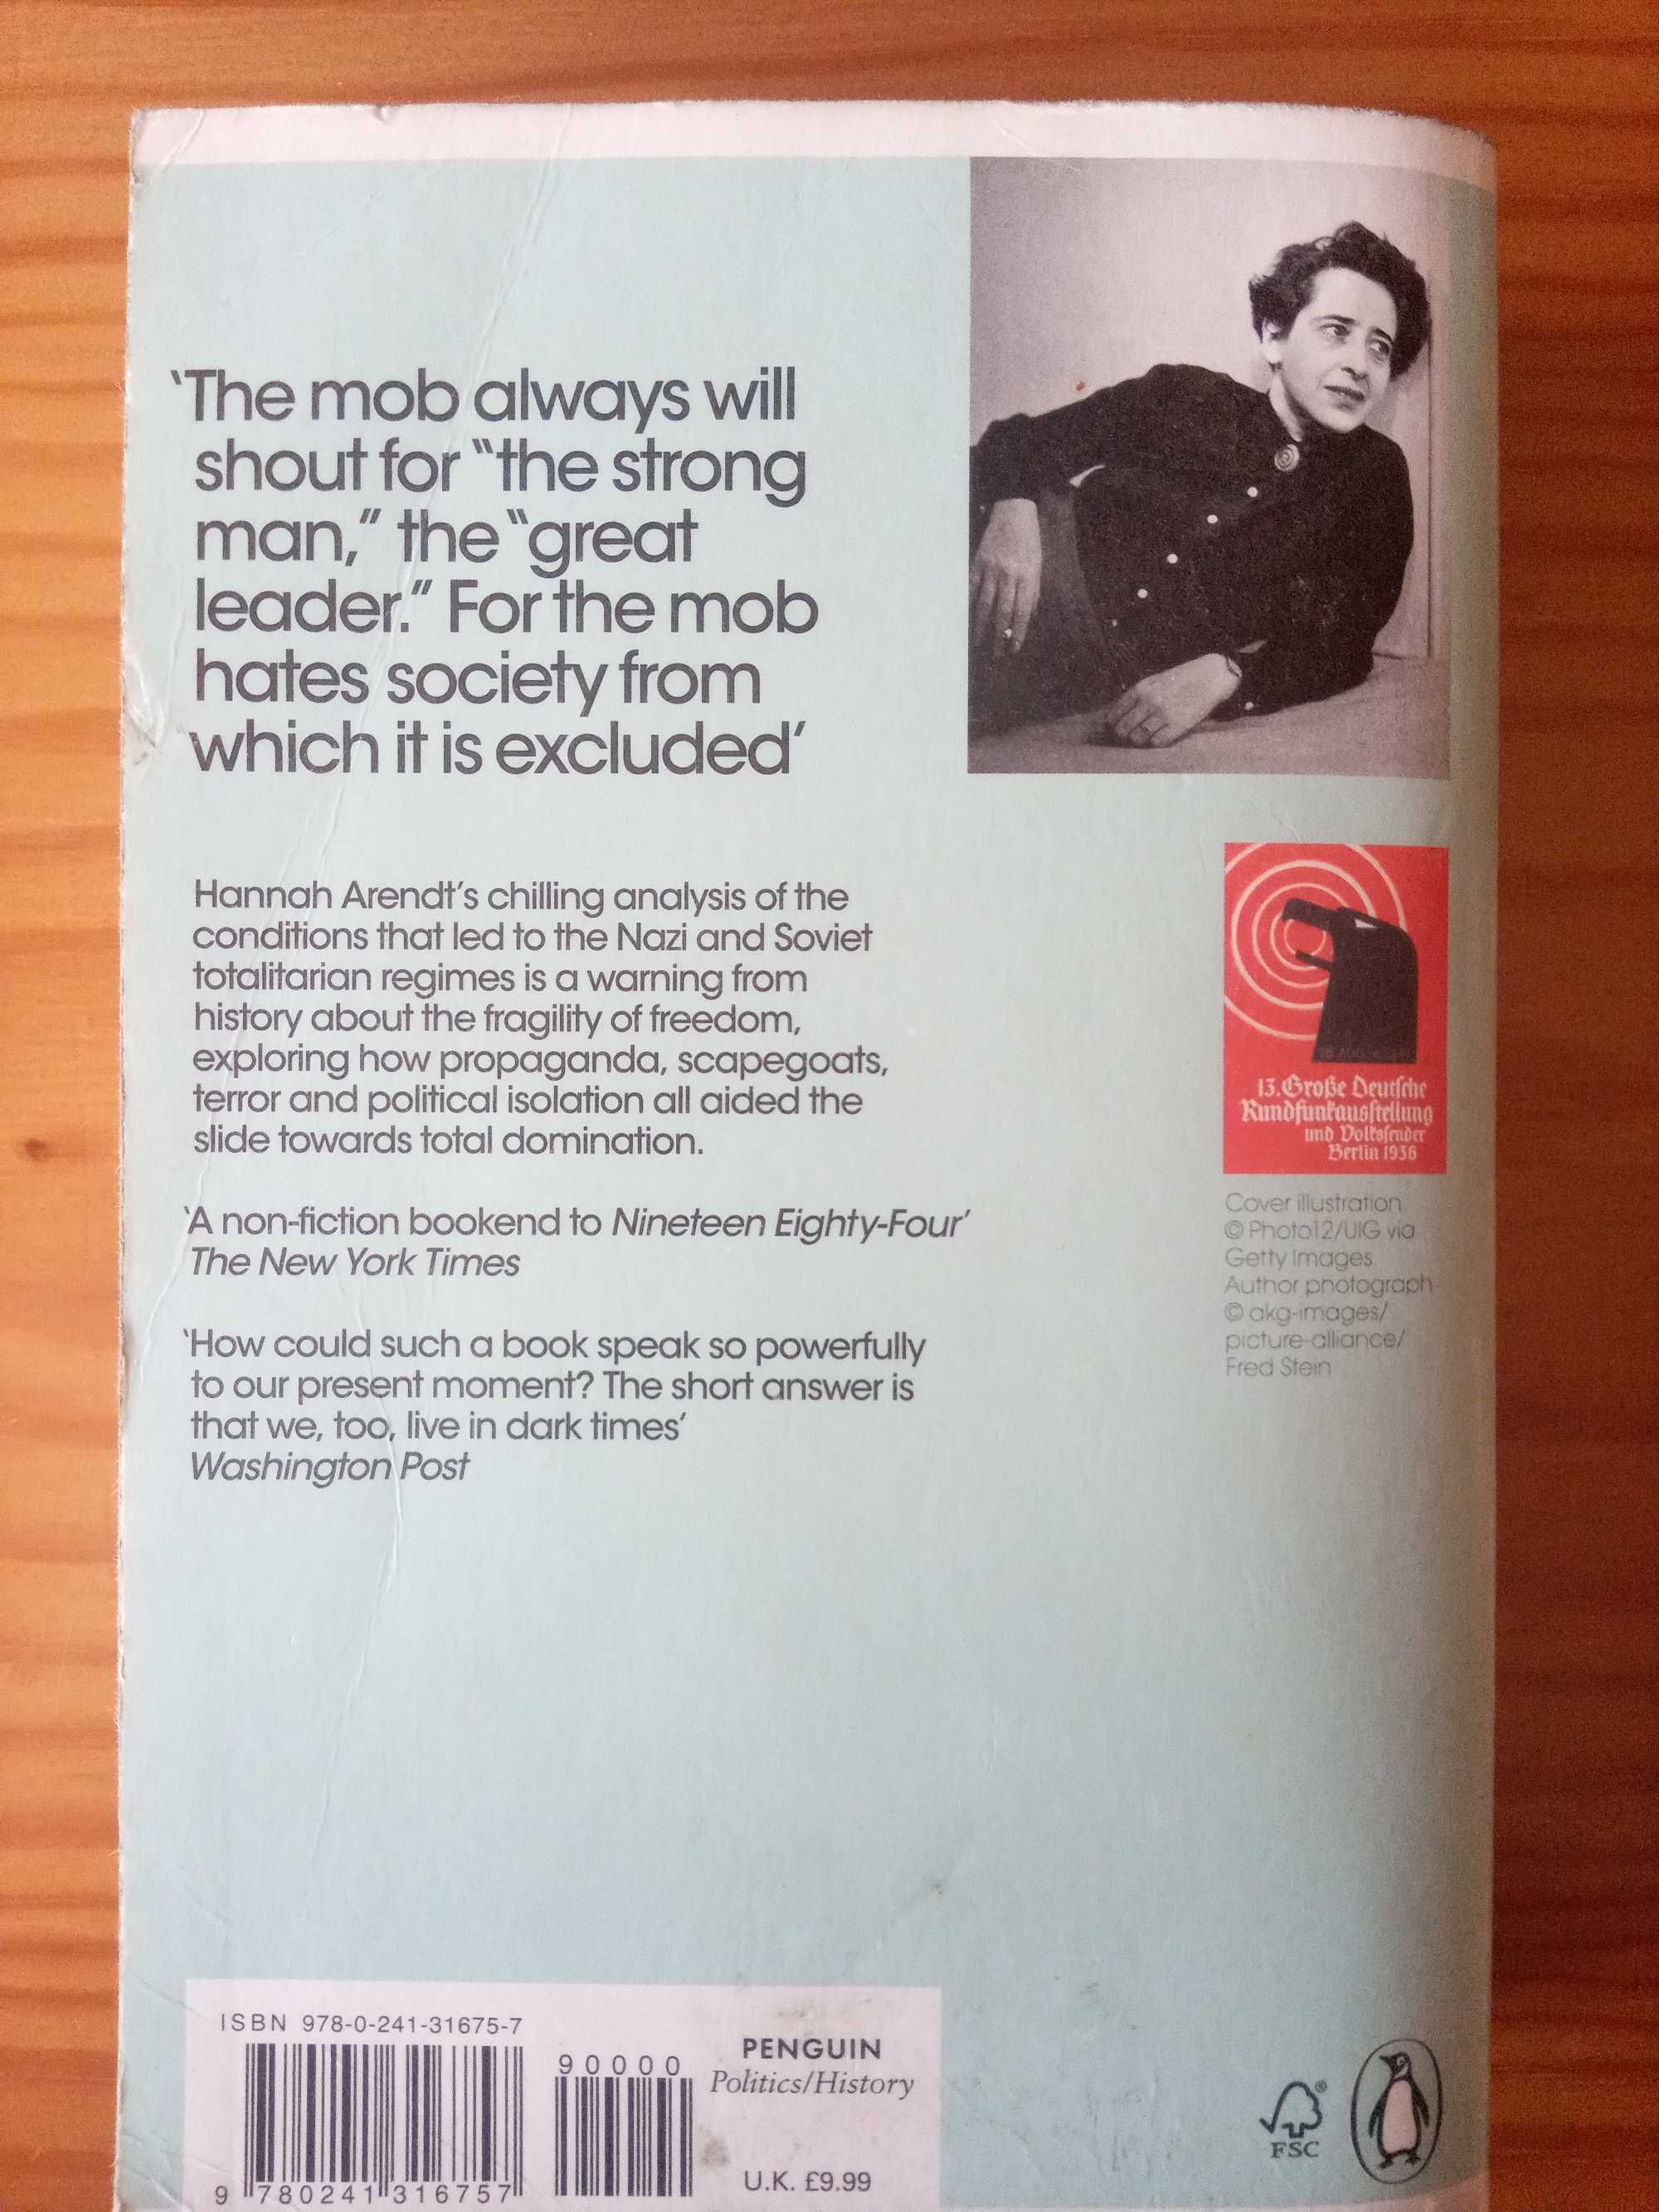 ‘The mob always will
shout for “the strong
man,” the “great
leader.” For the mob
hates society from
which it is excluded’
Hannah Arendt’s chilling analysis of the
conditions that led to the Nazi and Soviet
totalitarian regimes is a warning from
history about the fragility of freedom,
exploring how propaganda, scapegoats,
terror and political isolation all aided the
slide towards total domination.
‘A non-fiction bookend to Nineteen Eighty-Four’
The New York Times
‘How could such a book speak so powerfully
to our present moment? The short answer is
that we, too, live in dark times’
Washington Post
13. Große Deutsche
Rundfunkausstellung
und Volkssender
Berlin 1936
Cover illustration
© Photo12/UIG via
Getty Images
Author photograph
© akg-images/
picture-alliance/
Fred Stein
ISBN 978-0-241-31675-7
90000
9 780241 316757
PENGUIN
Politics/History
U.K. £9.99
FSC
®